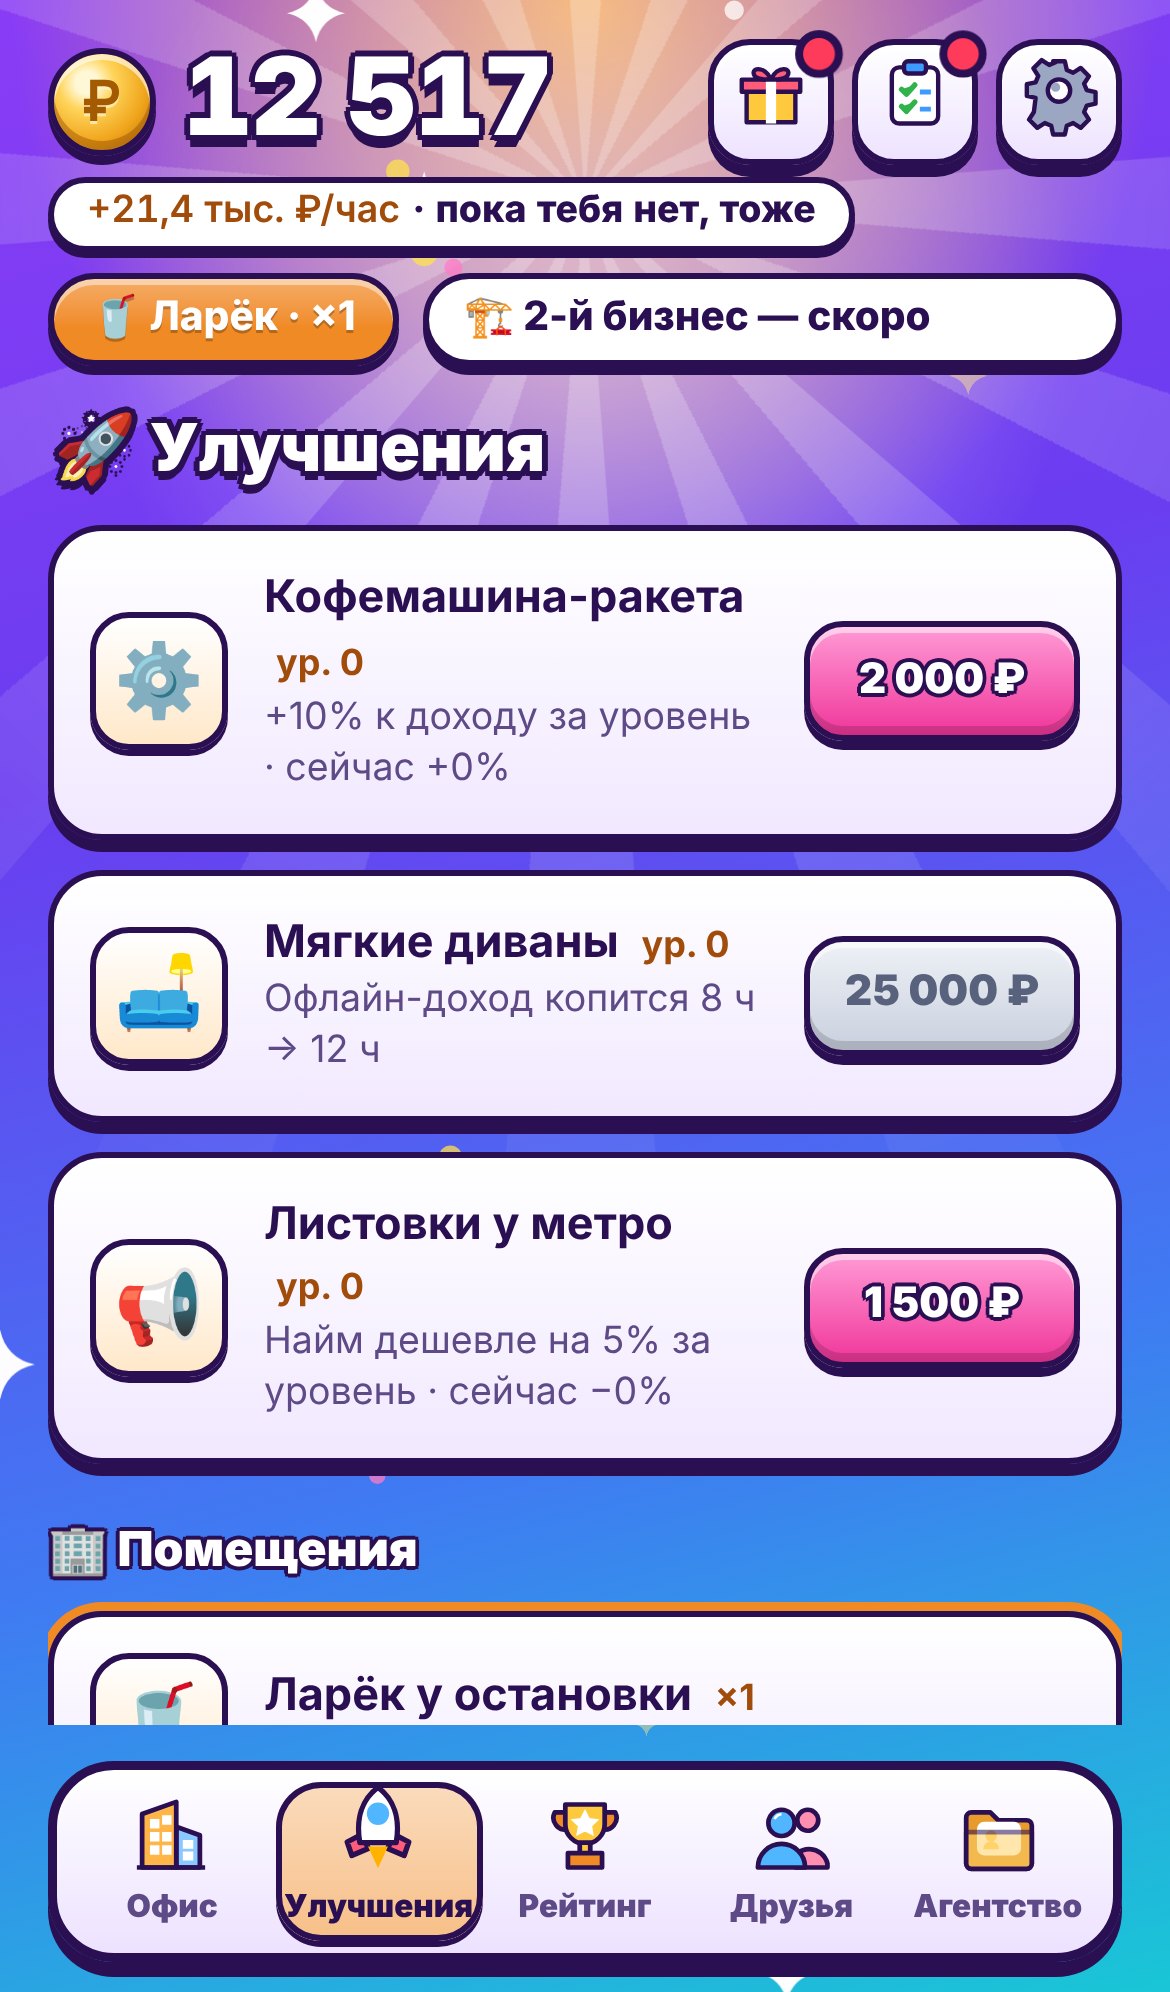 ₽ 12 517
+21,4 тыс. ₽/час · пока тебя нет, тоже
Ларёк · ×1
2-й бизнес — скоро
Улучшения
Кофемашина-ракета
ур. 0
+10% к доходу за уровень
· сейчас +0%
2 000 ₽
Мягкие диваны ур. 0
Офлайн-доход копится 8 ч
→ 12 ч
25 000 ₽
Листовки у метро
ур. 0
Найм дешевле на 5% за
уровень · сейчас −0%
1 500 ₽
Помещения
Ларёк у остановки ×1
Офис
Улучшения
Рейтинг
Друзья
Агентство